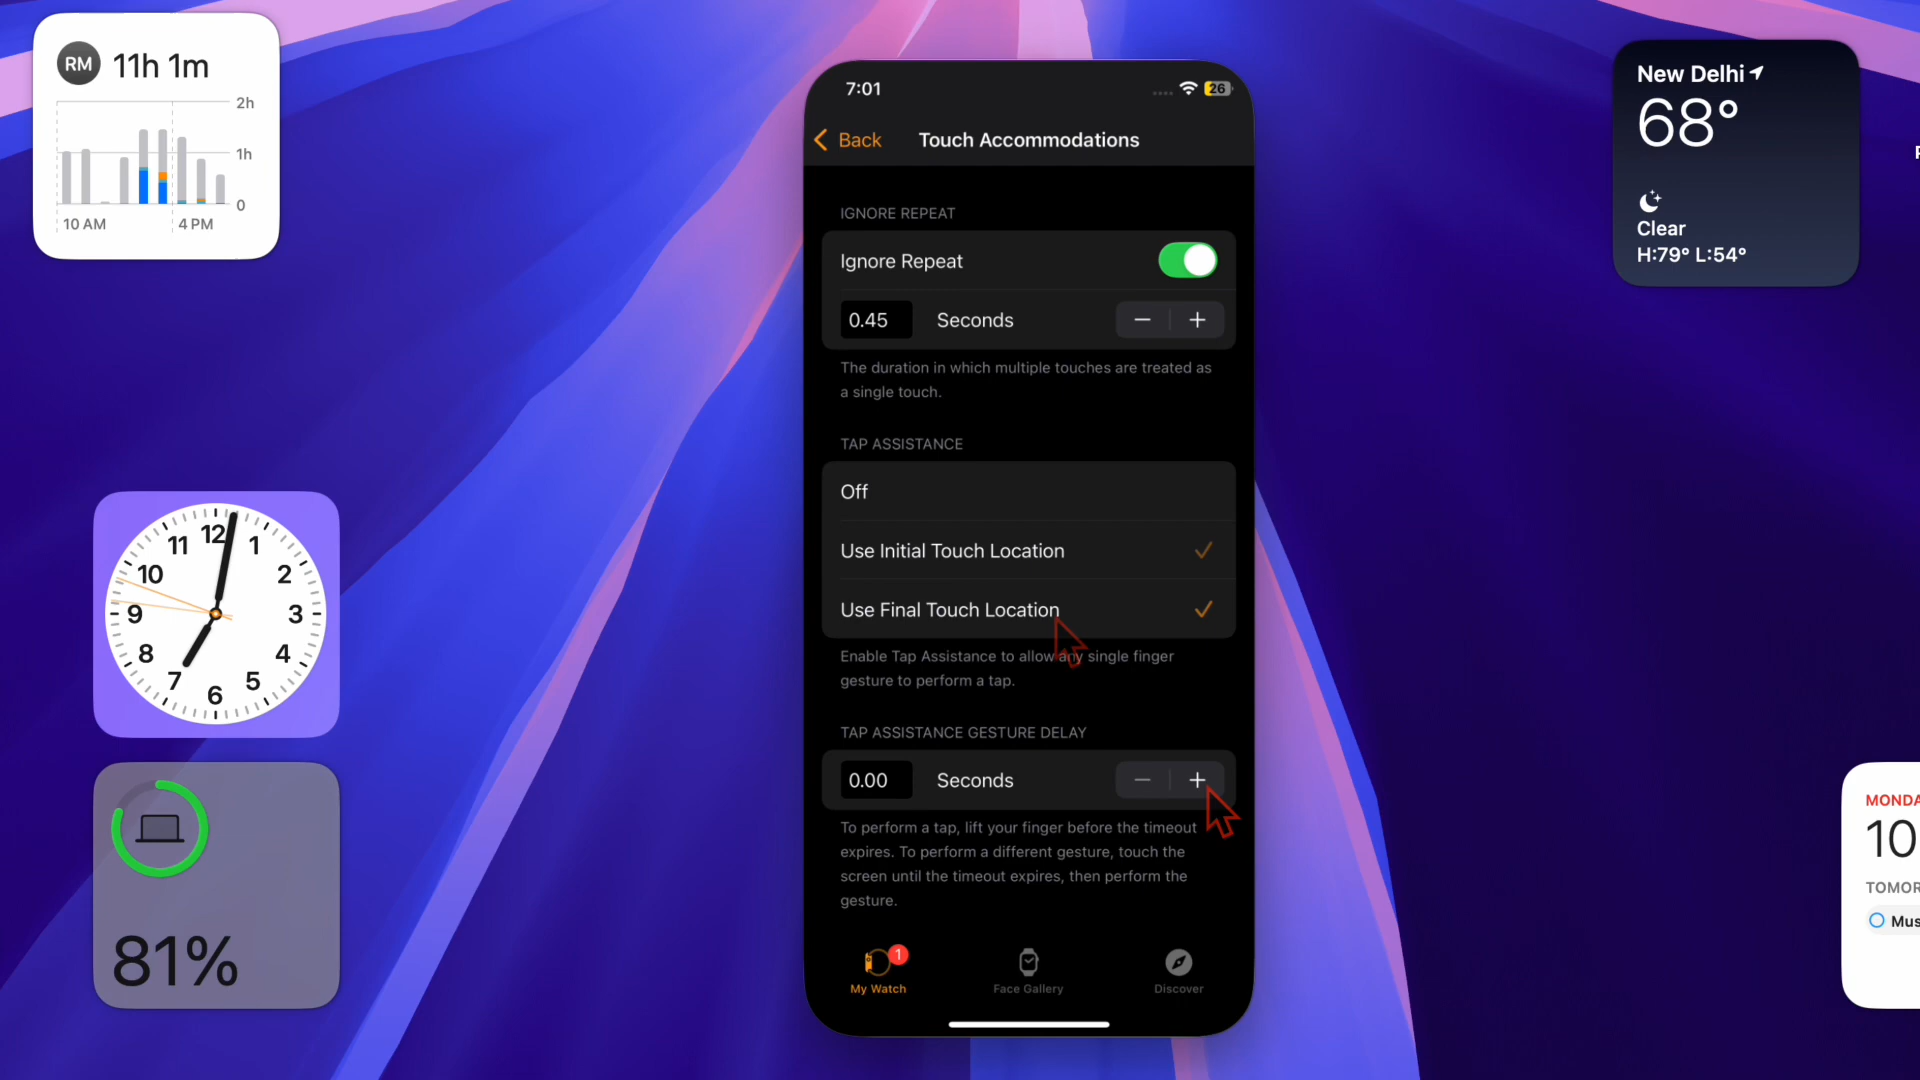 RM 11h 1m
2h
1h
0
10 AM 4 PM
12
1
2
3
4
5
6
7
8
9
10
11
81%
7:01
26
Back Touch Accommodations
IGNORE REPEAT
Ignore Repeat
0.45 Seconds − +
The duration in which multiple touches are treated as
a single touch.
TAP ASSISTANCE
Off
Use Initial Touch Location
Use Final Touch Location
Enable Tap Assistance to allow any single finger
gesture to perform a tap.
TAP ASSISTANCE GESTURE DELAY
0.00 Seconds − +
To perform a tap, lift your finger before the timeout
expires. To perform a different gesture, touch the
screen until the timeout expires, then perform the
gesture.
1
My Watch Face Gallery Discover
New Delhi
68°
Clear
H:79° L:54°
MONDA
10
TOMOR
Mus